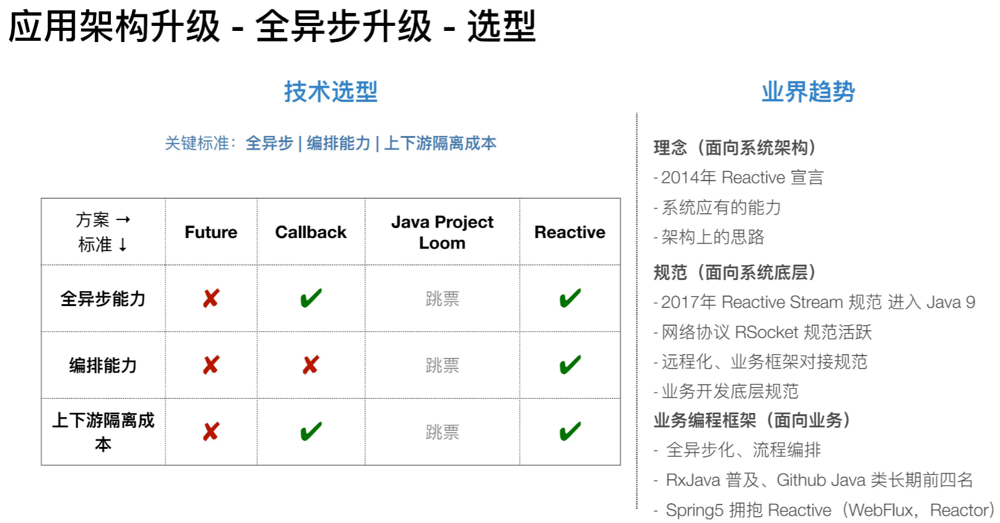 应用架构升级 - 全异步升级 - 选型
技术选型
关键标准：全异步 | 编排能力 | 上下游隔离成本
方案 →
标准 ↓
Future
Callback
Java Project
Loom
Reactive
全异步能力
✘
✔
跳票
✔
编排能力
✘
✘
跳票
✔
上下游隔离成
本
✘
✔
跳票
✔
业界趋势
理念（面向系统架构）
- 2014年 Reactive 宣言
- 系统应有的能力
- 架构上的思路
规范（面向系统底层）
- 2017年 Reactive Stream 规范 进入 Java 9
- 网络协议 RSocket 规范活跃
- 远程化、业务框架对接规范
- 业务开发底层规范
业务编程框架（面向业务）
- 全异步化、流程编排
- RxJava 普及、Github Java 类长期前四名
- Spring5 拥抱 Reactive（WebFlux，Reactor）